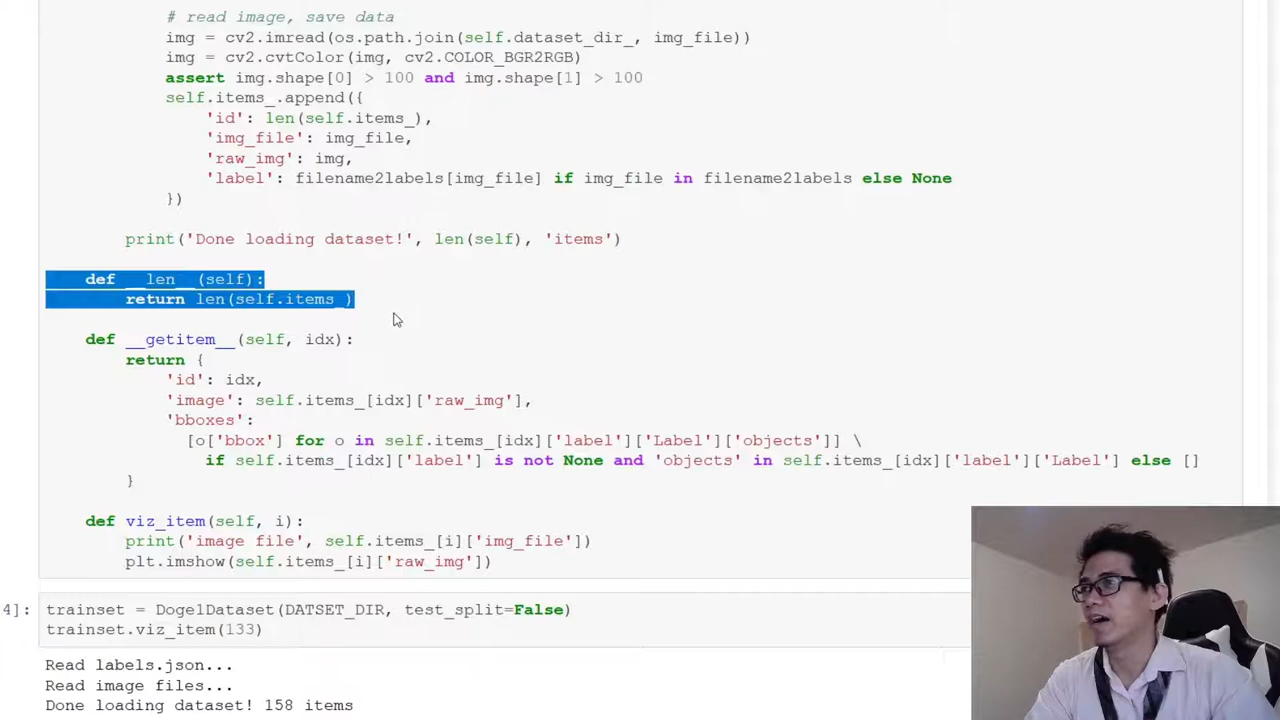 # read image, save data
img = cv2.imread(os.path.join(self.dataset_dir_, img_file))
img = cv2.cvtColor(img, cv2.COLOR_BGR2RGB)
assert img.shape[0] > 100 and img.shape[1] > 100
self.items_.append({
'id': len(self.items_),
'img_file': img_file,
'raw_img': img,
'label': filename2labels[img_file] if img_file in filename2labels else None
})
print('Done loading dataset!', len(self), 'items')
def __len__(self):
return len(self.items_)
def __getitem__(self, idx):
return {
'id': idx,
'image': self.items_[idx]['raw_img'],
'bboxes':
[o['bbox'] for o in self.items_[idx]['label']['Label']['objects']] \
if self.items_[idx]['label'] is not None and 'objects' in self.items_[idx]['label']['Label'] else []
}
def viz_item(self, i):
print('image file', self.items_[i]['img_file'])
plt.imshow(self.items_[i]['raw_img'])
4]: trainset = Doge1Dataset(DATSET_DIR, test_split=False)
trainset.viz_item(133)
Read labels.json...
Read image files...
Done loading dataset! 158 items